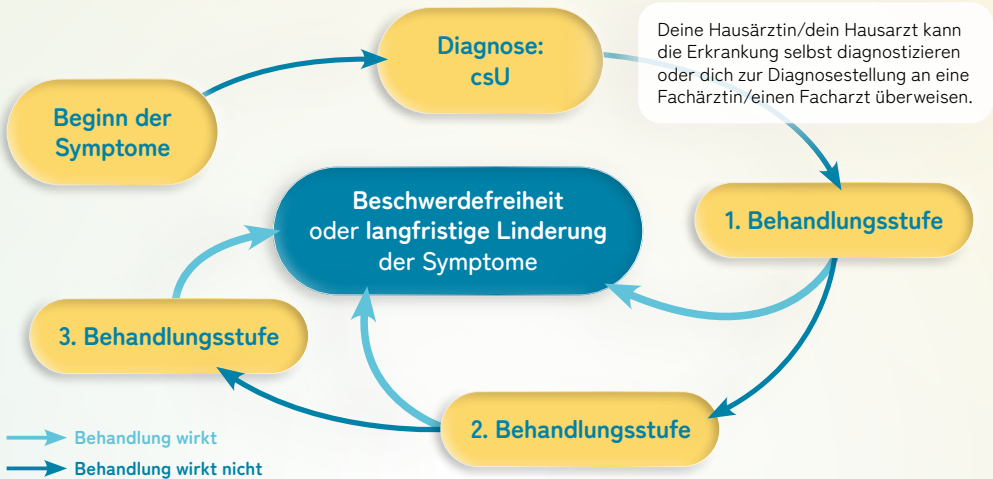 Beginn der
Symptome
Diagnose:
csU
Deine Hausärztin/dein Hausarzt kann
die Erkrankung selbst diagnostizieren
oder dich zur Diagnosestellung an eine
Fachärztin/einen Facharzt überweisen.
1. Behandlungsstufe
Beschwerdefreiheit
oder langfristige Linderung
der Symptome
2. Behandlungsstufe
3. Behandlungsstufe
Behandlung wirkt
Behandlung wirkt nicht